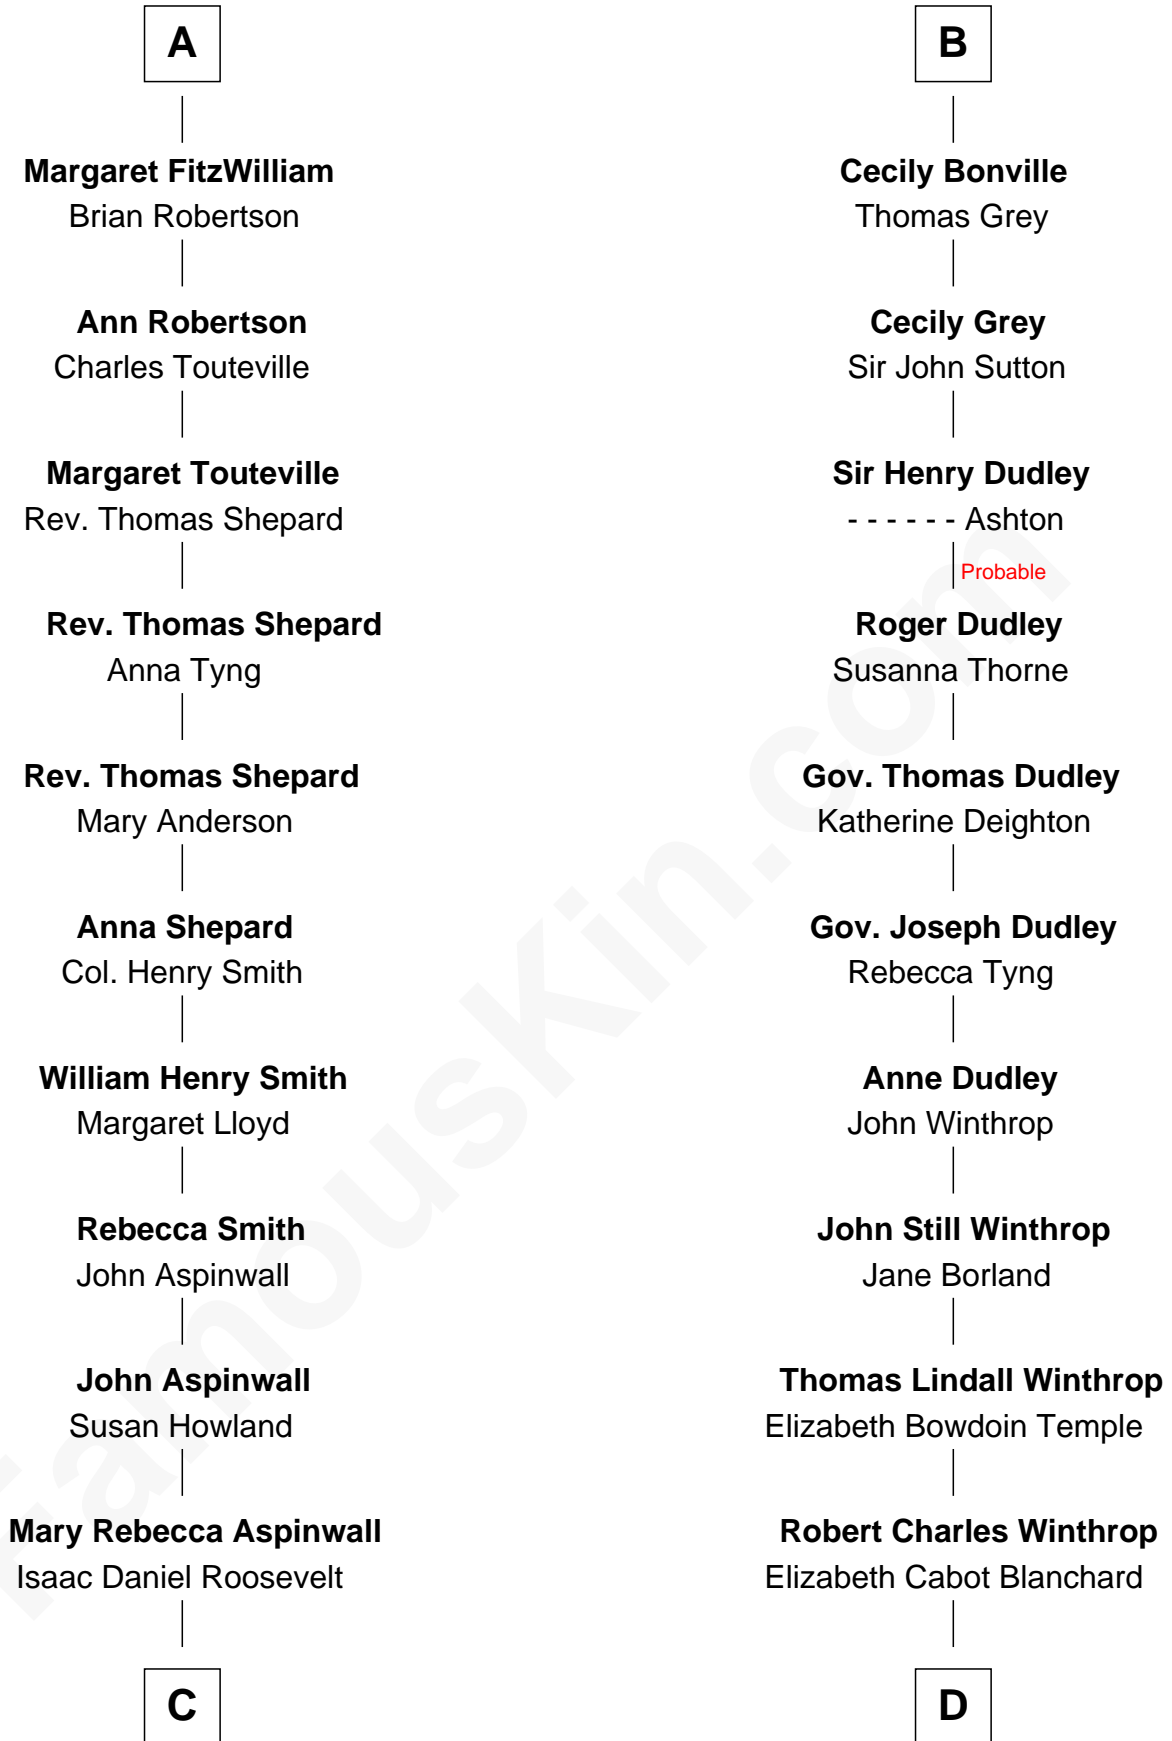 A
Margaret FitzWilliam
Brian Robertson
Ann Robertson
Charles Touteville
Margaret Touteville
Rev. Thomas Shepard
Rev. Thomas Shepard
Anna Tyng
Rev. Thomas Shepard
Mary Anderson
Anna Shepard
Col. Henry Smith
William Henry Smith
Margaret Lloyd
Rebecca Smith
John Aspinwall
John Aspinwall
Susan Howland
Mary Rebecca Aspinwall
Isaac Daniel Roosevelt
C
B
Cecily Bonville
Thomas Grey
Cecily Grey
Sir John Sutton
Sir Henry Dudley
- - - - - - Ashton
Probable
Roger Dudley
Susanna Thorne
Gov. Thomas Dudley
Katherine Deighton
Gov. Joseph Dudley
Rebecca Tyng
Anne Dudley
John Winthrop
John Still Winthrop
Jane Borland
Thomas Lindall Winthrop
Elizabeth Bowdoin Temple
Robert Charles Winthrop
Elizabeth Cabot Blanchard
D
FamousKin.com